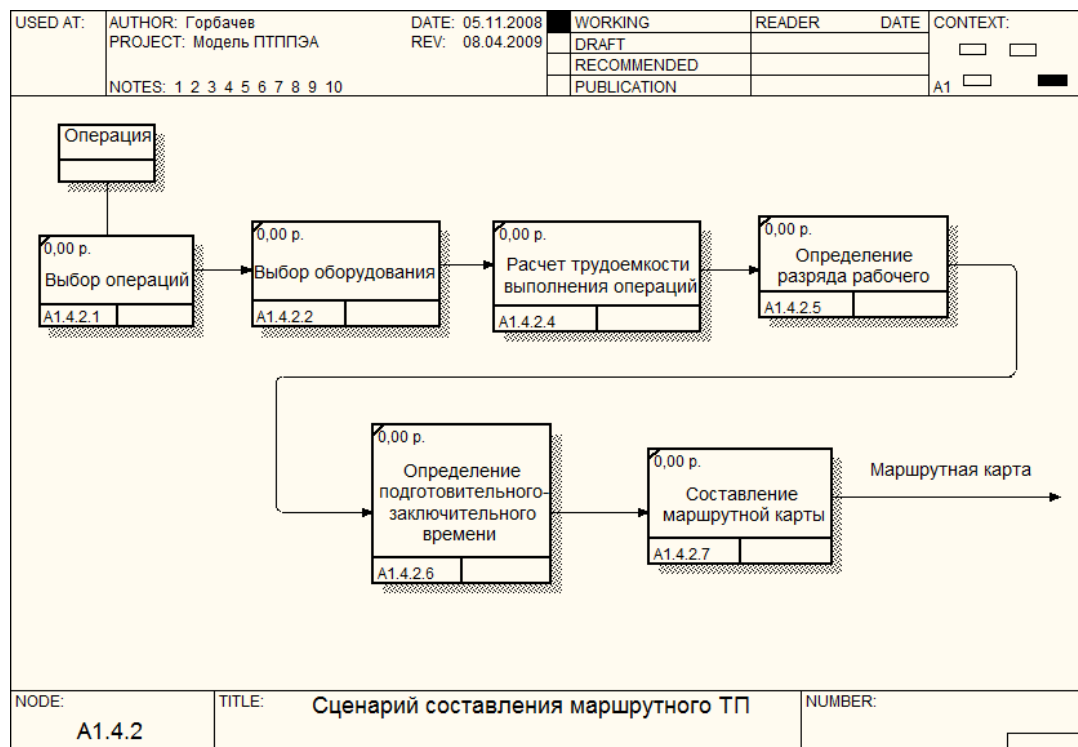 USED AT:
AUTHOR: Горбачев
DATE: 05.11.2008
PROJECT: Модель ПТППЭА
REV: 08.04.2009
NOTES: 1 2 3 4 5 6 7 8 9 10
WORKING
DRAFT
RECOMMENDED
PUBLICATION
READER DATE
CONTEXT:
A1
Операция
0,00 р.
Выбор операций
A1.4.2.1
0,00 р.
Выбор оборудования
A1.4.2.2
0,00 р.
Расчет трудоемкости
выполнения операций
A1.4.2.4
0,00 р.
Определение
разряда рабочего
A1.4.2.5
0,00 р.
Определение
подготовительного-
заключительного
времени
A1.4.2.6
0,00 р.
Составление
маршрутной карты
A1.4.2.7
Маршрутная карта
NODE:
A1.4.2
TITLE:
Сценарий составления маршрутного ТП
NUMBER: